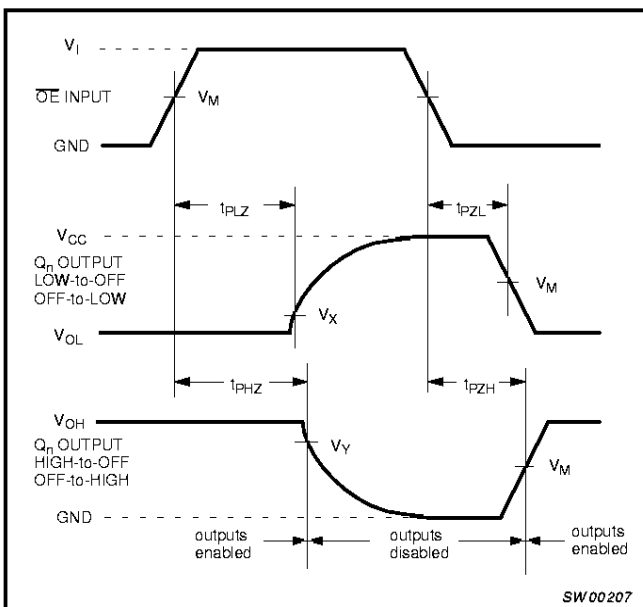 VI
OE INPUT
VM
GND
tPLZ
tPZL
VCC
Qn OUTPUT
LOW-to-OFF
OFF-to-LOW
VM
VX
VOL
tPHZ
tPZH
VOH
Qn OUTPUT
HIGH-to-OFF
OFF-to-HIGH
VY
VM
GND
outputs
enabled
outputs
disabled
outputs
enabled
SW00207